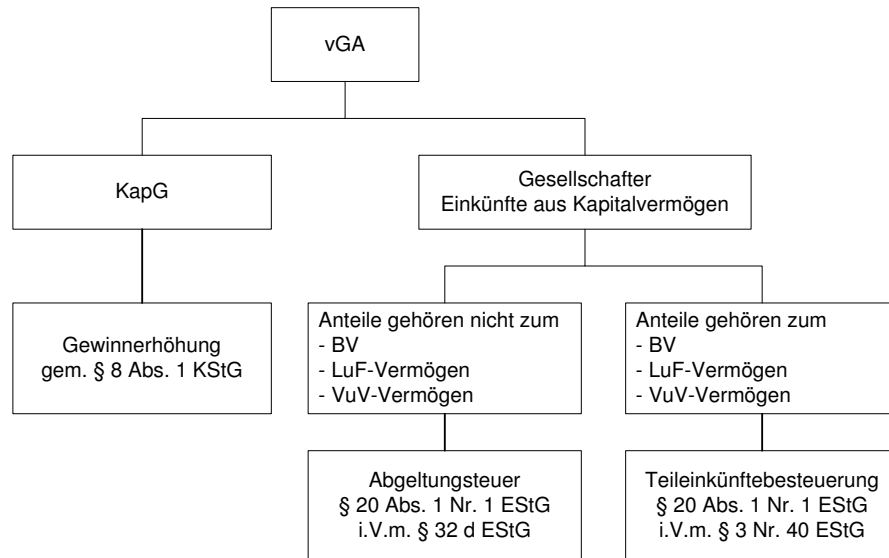 vGA
KapG
Gesellschafter
Einkünfte aus Kapitalvermögen
Gewinnerhöhung
gem. § 8 Abs. 1 KStG
Anteile gehören nicht zum
- BV
- LuF-Vermögen
- VuV-Vermögen
Anteile gehören zum
- BV
- LuF-Vermögen
- VuV-Vermögen
Abgeltungsteuer
§ 20 Abs. 1 Nr. 1 EStG
i.V.m. § 32 d EStG
Teileinkünftebesteuerung
§ 20 Abs. 1 Nr. 1 EStG
i.V.m. § 3 Nr. 40 EStG